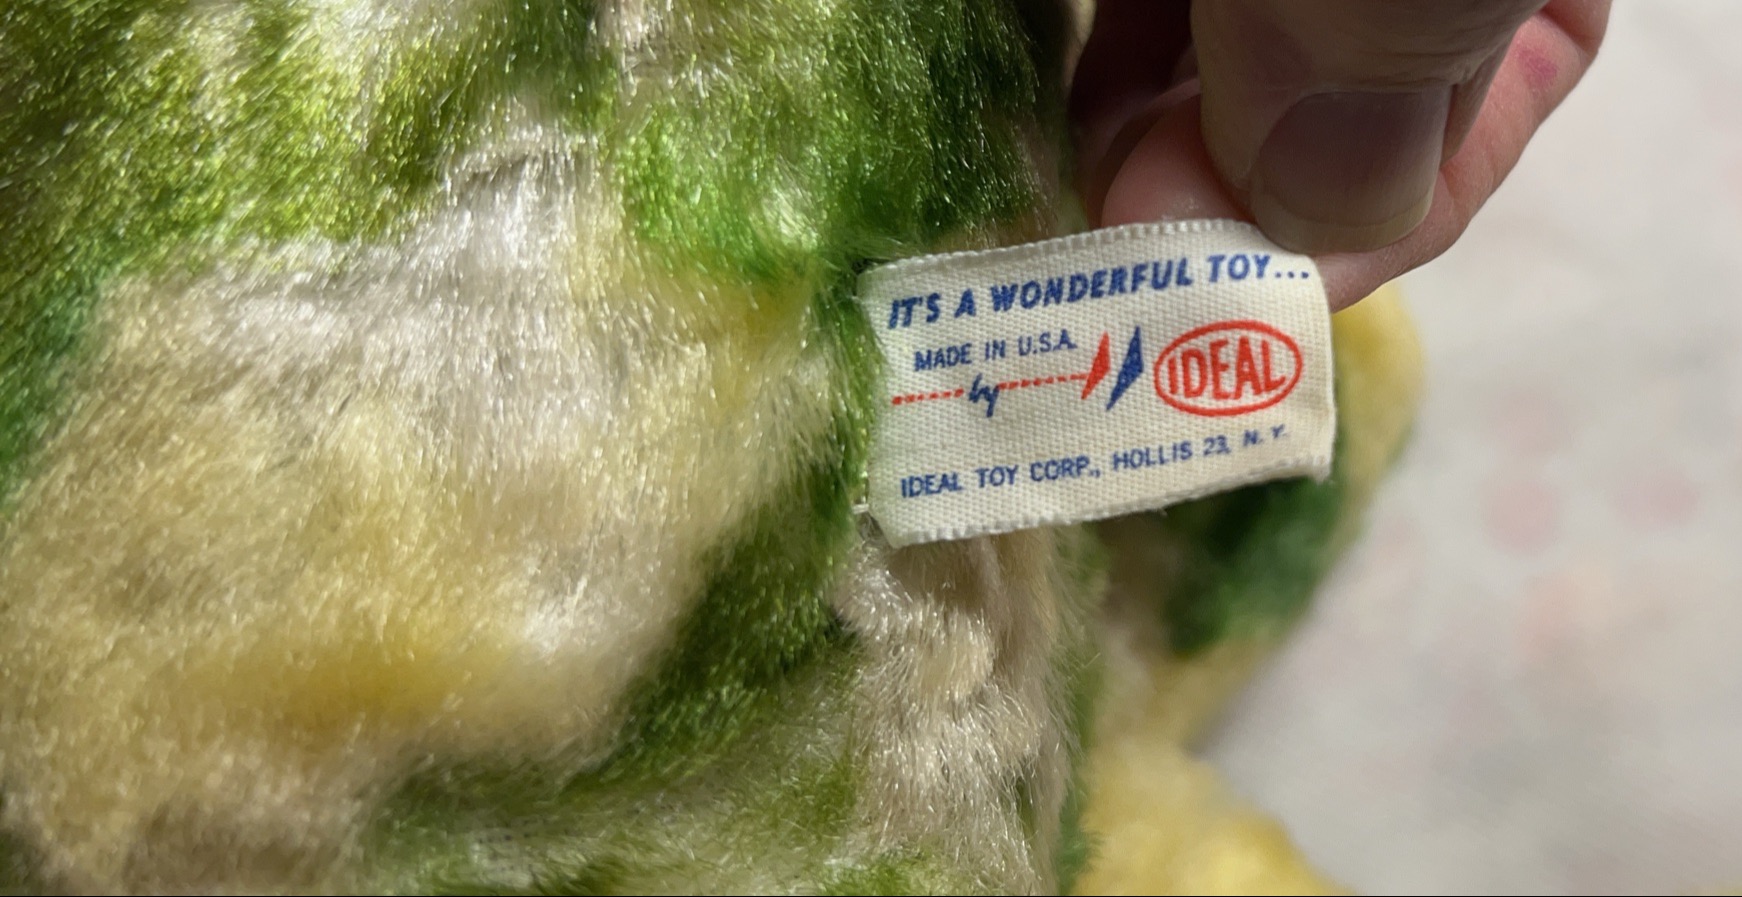 IT'S A WONDERFUL TOY...
MADE IN U.S.A.
by
IDEAL
IDEAL TOY CORP., HOLLIS 23, N.Y.